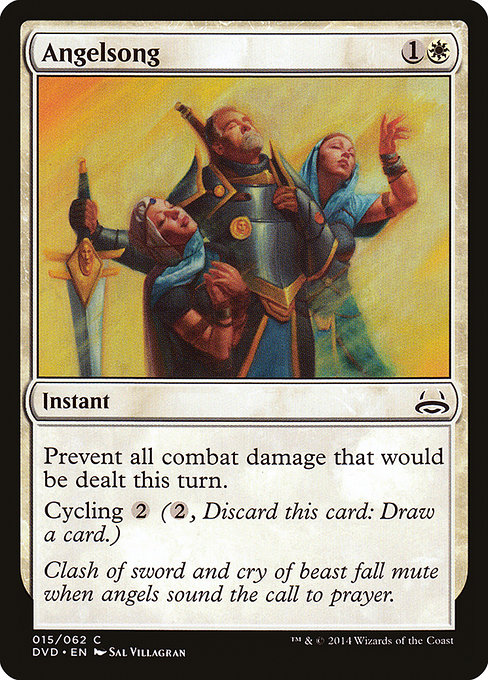 Angelsong 1
Instant
Prevent all combat damage that would
be dealt this turn.
Cycling 2 (2, Discard this card: Draw
a card.)
Clash of sword and cry of beast fall mute
when angels sound the call to prayer.
015/062 C
™ & © 2014 Wizards of the Coast
DVD • EN Sal Villagran